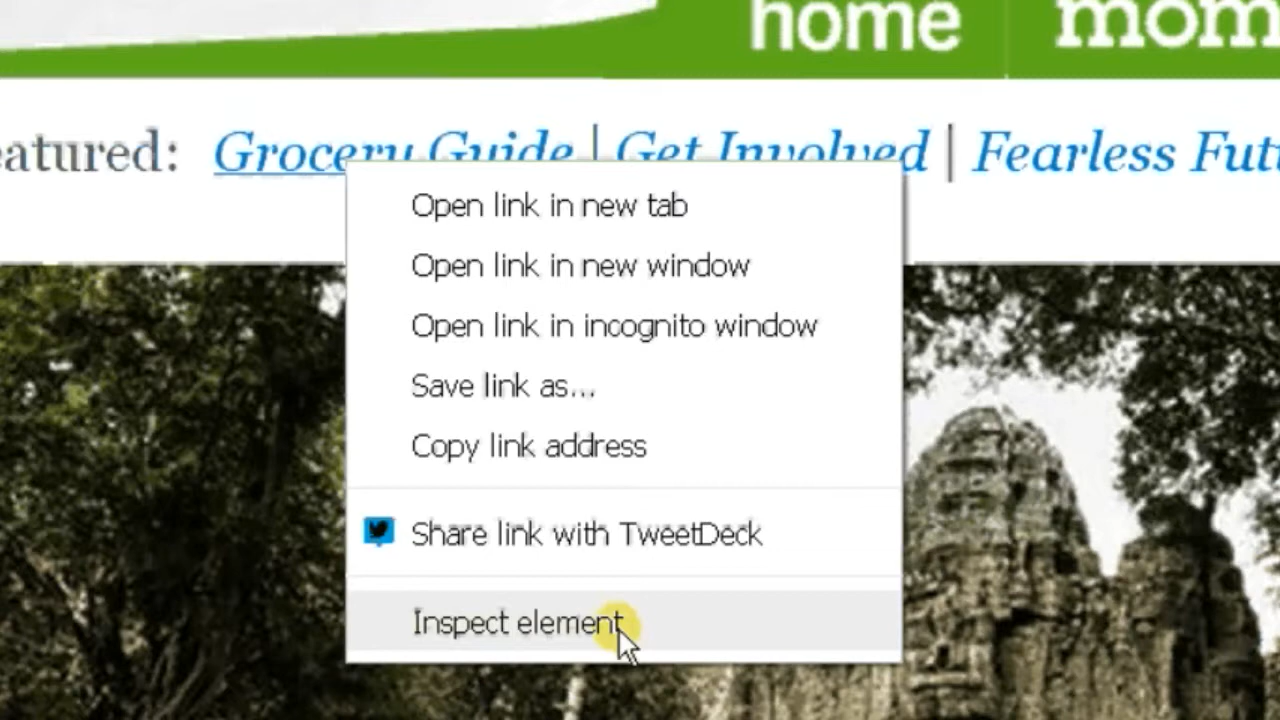 home mom
eatured: Grocery Guide | Get Involved | Fearless Fut
Open link in new tab
Open link in new window
Open link in incognito window
Save link as...
Copy link address
Share link with TweetDeck
Inspect element